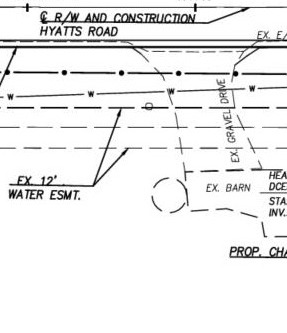 ℄ R/W AND CONSTRUCTION
HYATTS ROAD
EX. E/
W
W
W
W
EX. GRAVEL DRIVE
EX. 12'
WATER ESMT.
EX. BARN
HEA
DCE
STA
INV.
PROP. CHA